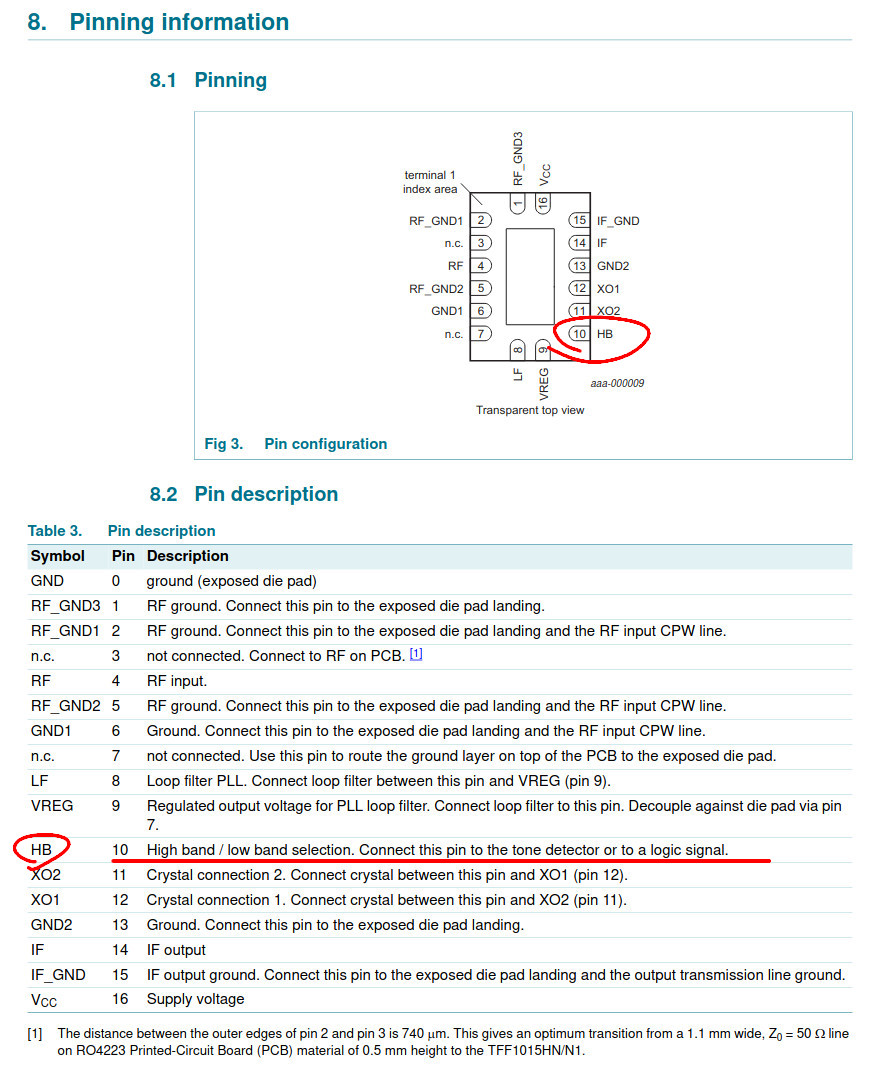 8. Pinning information
8.1 Pinning
RF_GND3
VCC
terminal 1
index area
1
16
RF_GND1 2
15 IF_GND
n.c. 3
14 IF
RF 4
13 GND2
RF_GND2 5
12 XO1
GND1 6
11 XO2
n.c. 7
10 HB
8
9
LF
VREG
aaa-000009
Transparent top view
Fig 3. Pin configuration
8.2 Pin description
Table 3. Pin description
Symbol Pin Description
GND 0 ground (exposed die pad)
RF_GND3 1 RF ground. Connect this pin to the exposed die pad landing.
RF_GND1 2 RF ground. Connect this pin to the exposed die pad landing and the RF input CPW line.
n.c. 3 not connected. Connect to RF on PCB. [1]
RF 4 RF input.
RF_GND2 5 RF ground. Connect this pin to the exposed die pad landing and the RF input CPW line.
GND1 6 Ground. Connect this pin to the exposed die pad landing and the RF input CPW line.
n.c. 7 not connected. Use this pin to route the ground layer on top of the PCB to the exposed die pad.
LF 8 Loop filter PLL. Connect loop filter between this pin and VREG (pin 9).
VREG 9 Regulated output voltage for PLL loop filter. Connect loop filter to this pin. Decouple against die pad via pin
7.
HB 10 High band / low band selection. Connect this pin to the tone detector or to a logic signal.
XO2 11 Crystal connection 2. Connect crystal between this pin and XO1 (pin 12).
XO1 12 Crystal connection 1. Connect crystal between this pin and XO2 (pin 11).
GND2 13 Ground. Connect this pin to the exposed die pad landing.
IF 14 IF output
IF_GND 15 IF output ground. Connect this pin to the exposed die pad landing and the output transmission line ground.
VCC 16 Supply voltage
[1] The distance between the outer edges of pin 2 and pin 3 is 740 μm. This gives an optimum transition from a 1.1 mm wide, Z0 = 50 Ω line
on RO4223 Printed-Circuit Board (PCB) material of 0.5 mm height to the TFF1015HN/N1.